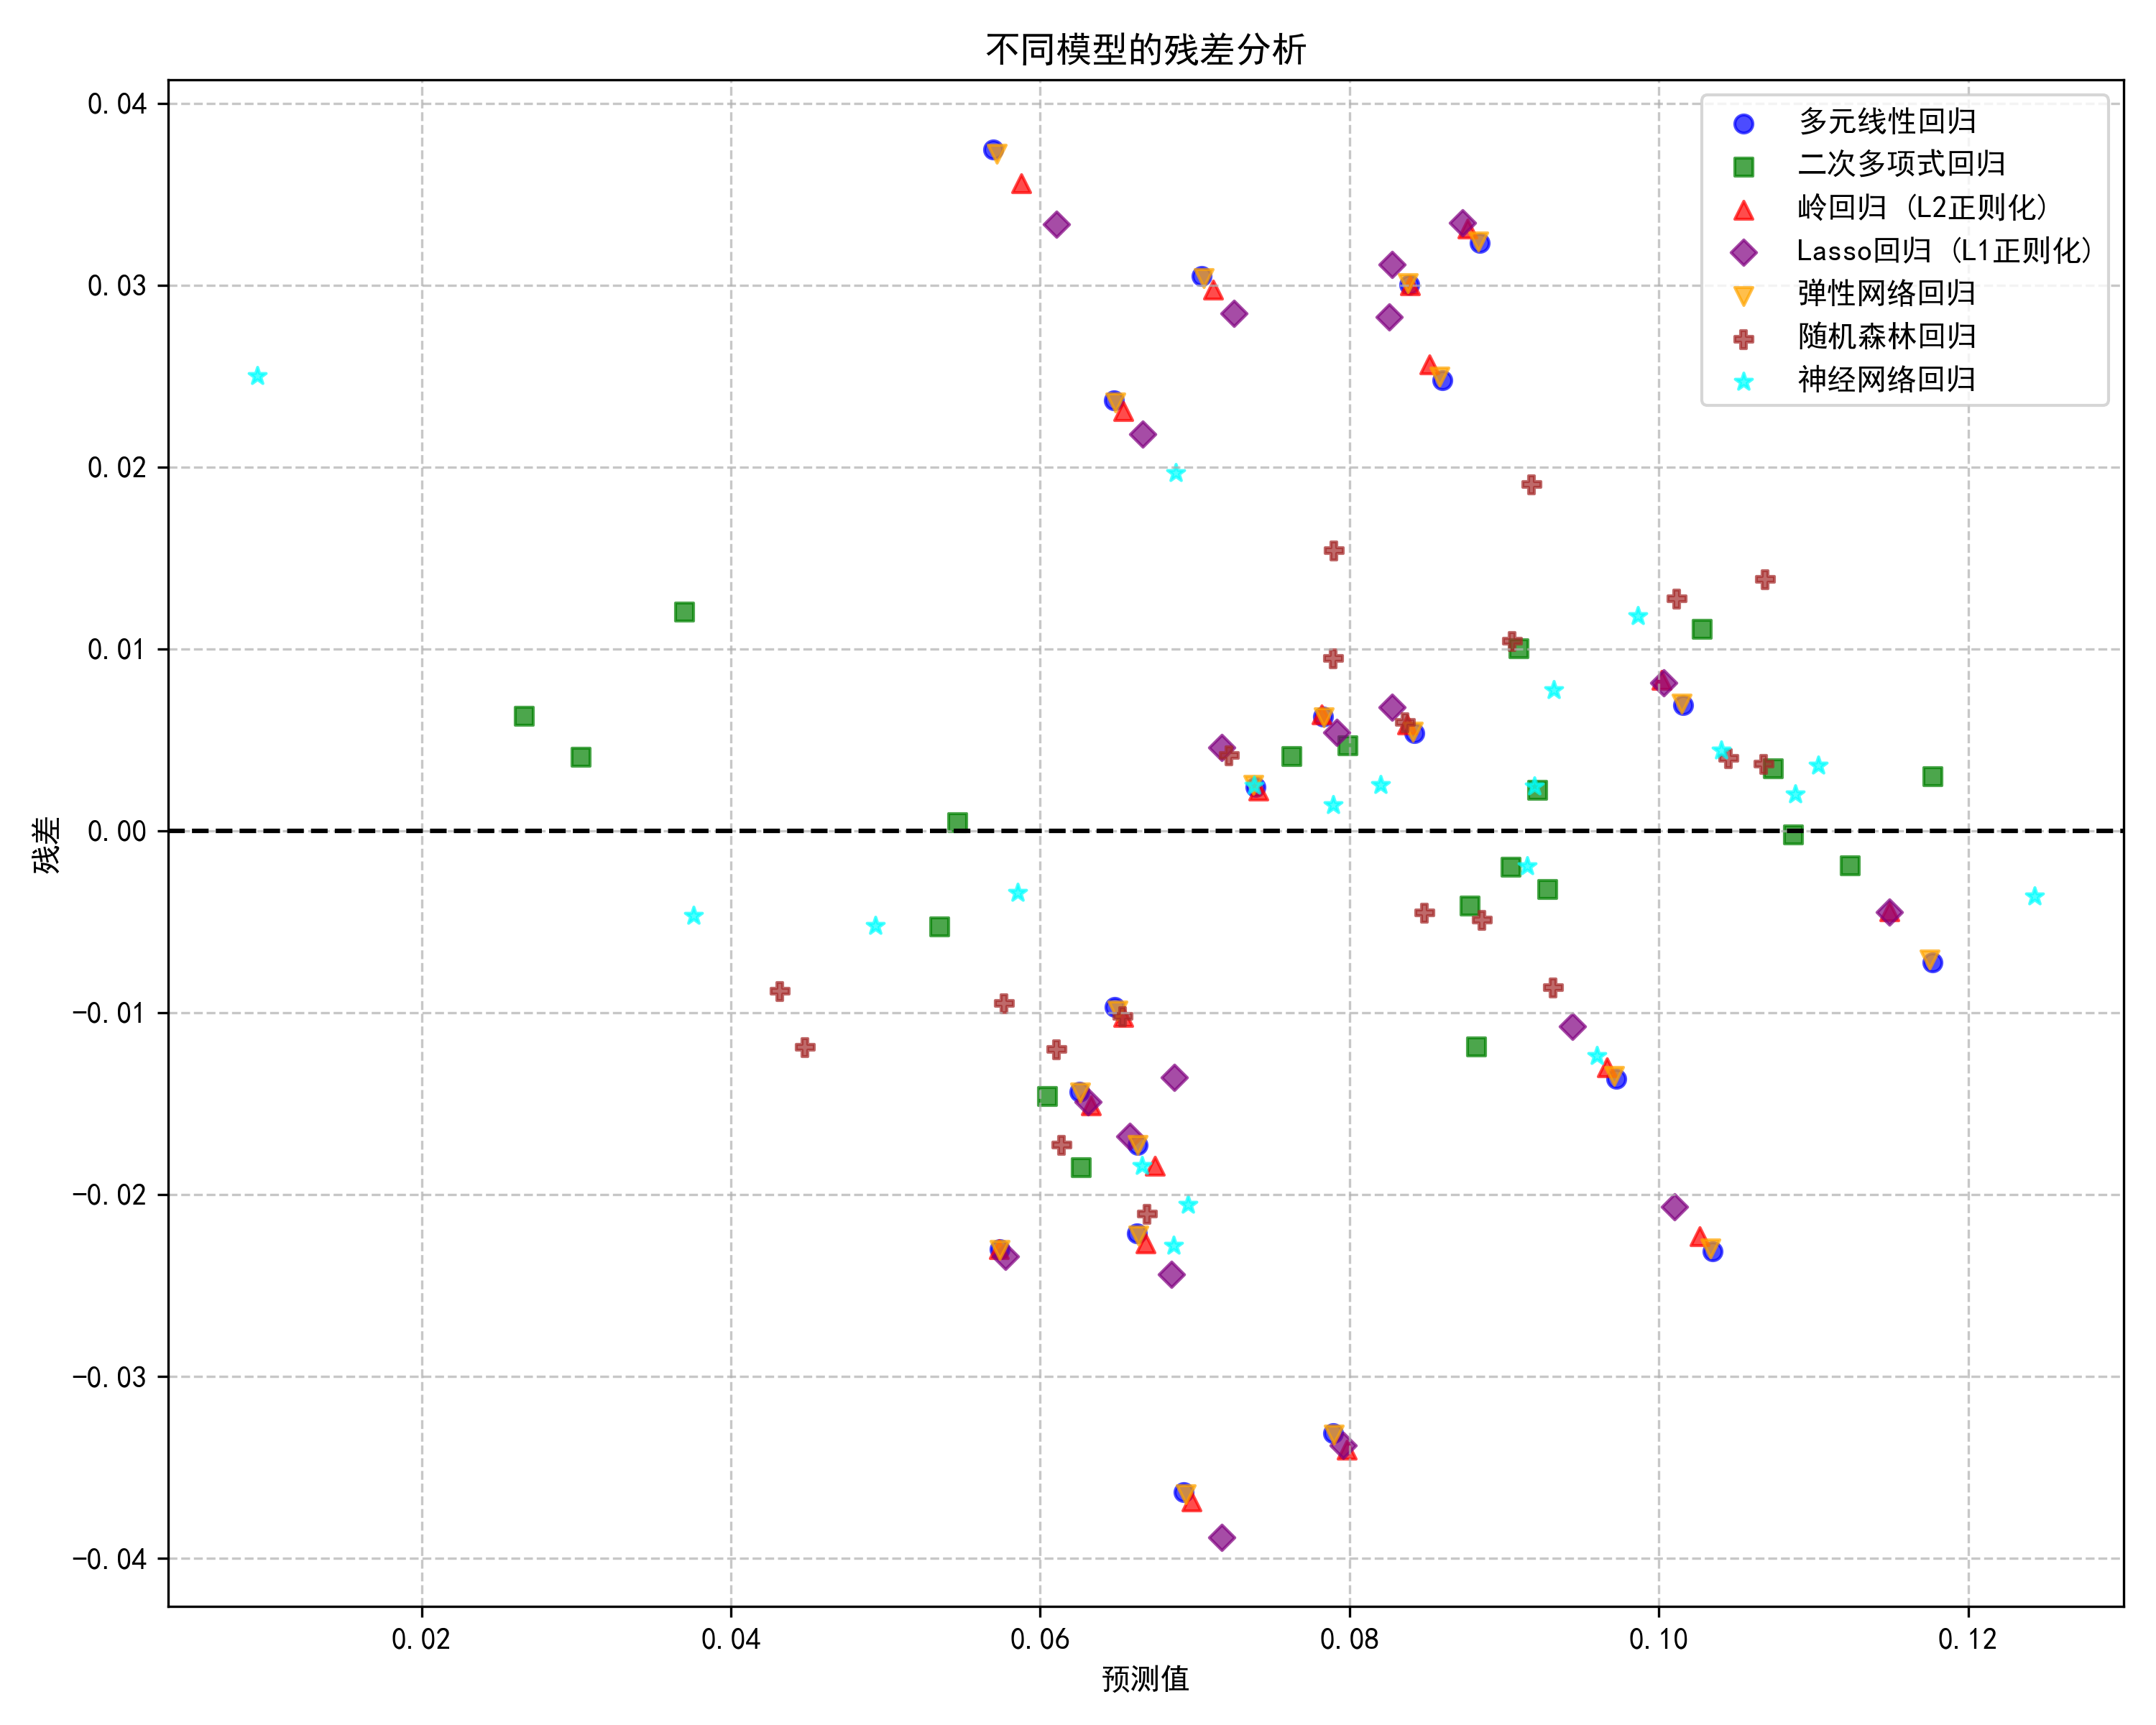 不同模型的残差分析
0.04
0.03
0.02
0.01
0.00
−0.01
−0.02
−0.03
−0.04
残差
多元线性回归
二次多项式回归
岭回归 (L2正则化)
Lasso回归 (L1正则化)
弹性网络回归
随机森林回归
神经网络回归
0.02 0.04 0.06 0.08 0.10 0.12
预测值